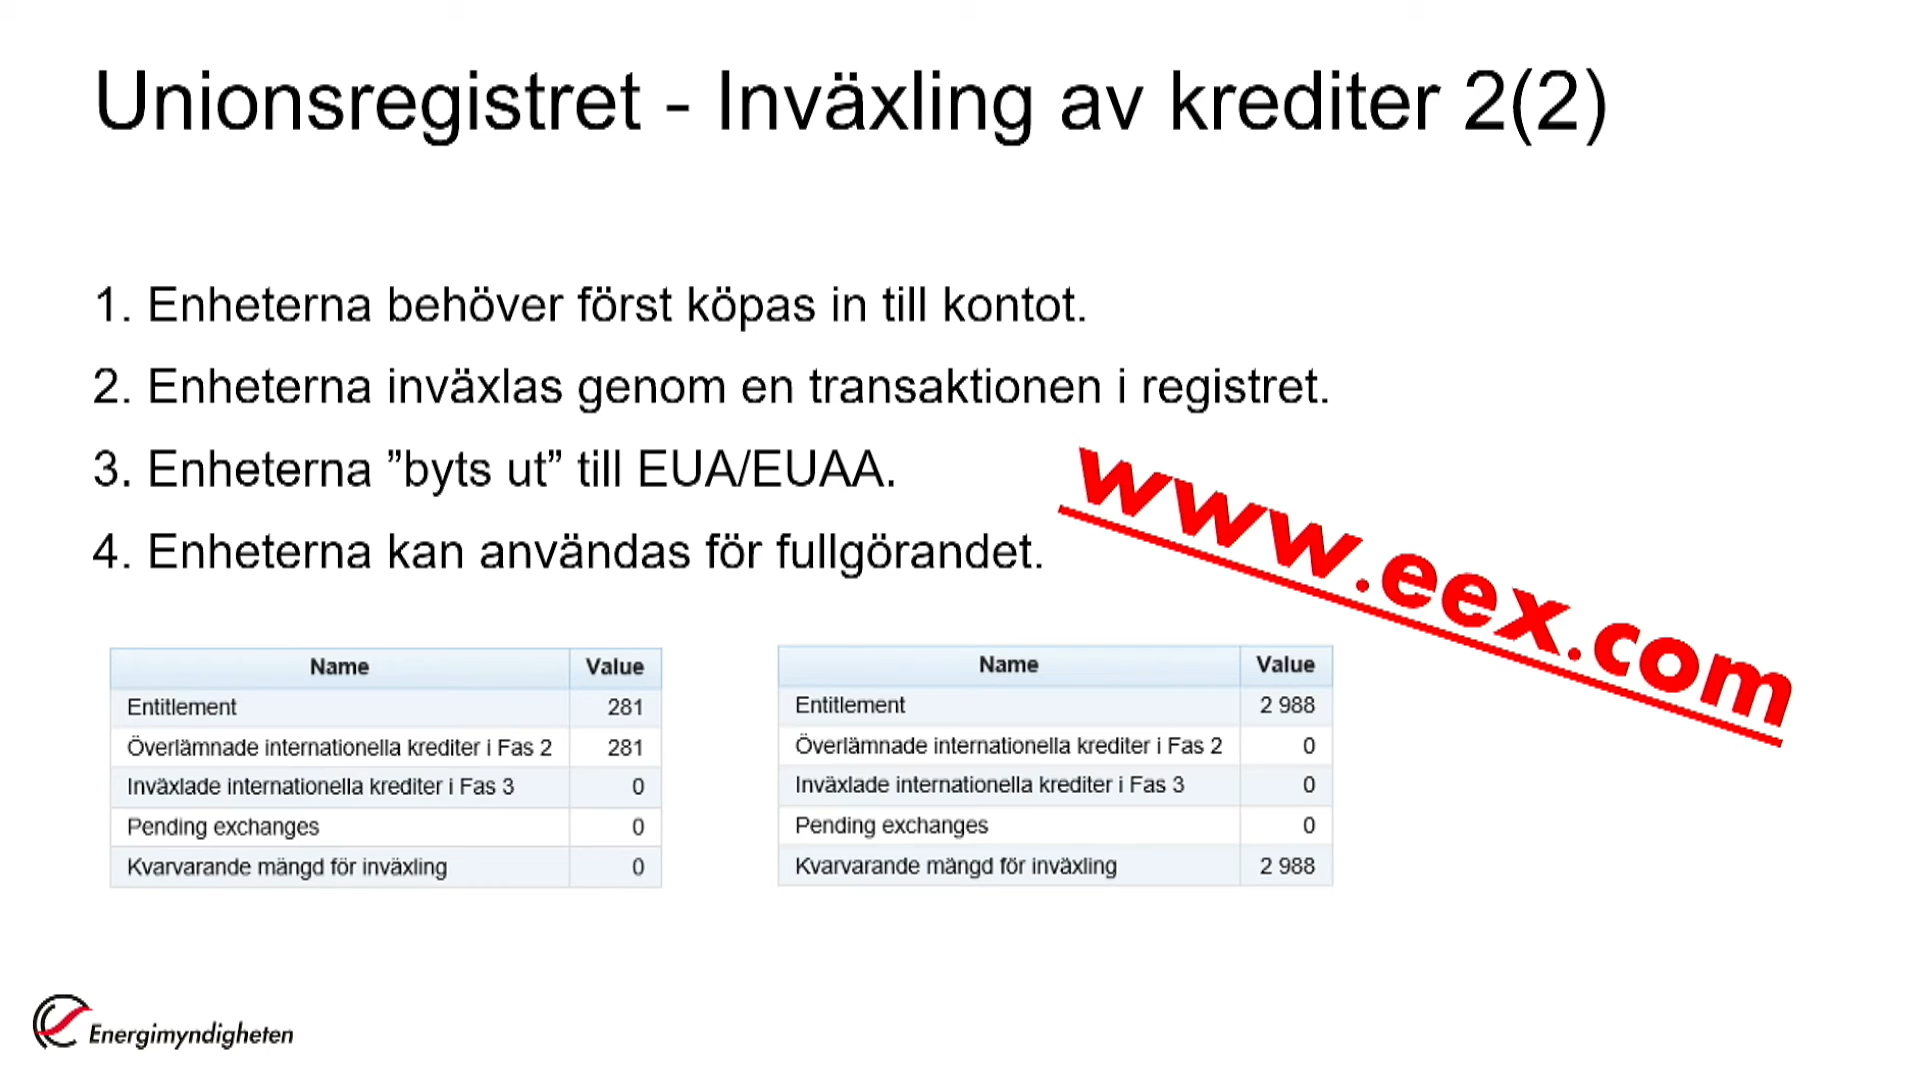 Unionsregistret - Inväxling av krediter 2(2)
1. Enheterna behöver först köpas in till kontot.
2. Enheterna inväxlas genom en transaktionen i registret.
3. Enheterna ”byts ut” till EUA/EUAA.
4. Enheterna kan användas för fullgörandet.
www.eex.com
Name Value
Entitlement 281
Överlämnade internationella krediter i Fas 2 281
Inväxlade internationella krediter i Fas 3 0
Pending exchanges 0
Kvarvarande mängd för inväxling 0
Name Value
Entitlement 2 988
Överlämnade internationella krediter i Fas 2 0
Inväxlade internationella krediter i Fas 3 0
Pending exchanges 0
Kvarvarande mängd för inväxling 2 988
Energimyndigheten